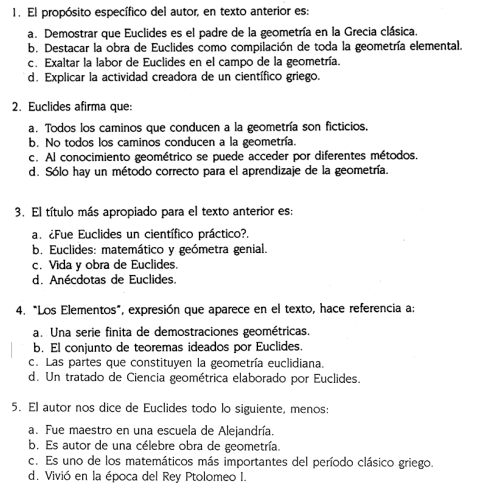 1. El propósito específico del autor, en texto anterior es:
a. Demostrar que Euclides es el padre de la geometría en la Grecia clásica.
b. Destacar la obra de Euclides como compilación de toda la geometría elemental.
c. Exaltar la labor de Euclides en el campo de la geometría.
d. Explicar la actividad creadora de un científico griego.
2. Euclides afirma que:
a. Todos los caminos que conducen a la geometría son ficticios.
b. No todos los caminos conducen a la geometría.
c. Al conocimiento geométrico se puede acceder por diferentes métodos.
d. Sólo hay un método correcto para el aprendizaje de la geometría.
3. El título más apropiado para el texto anterior es:
a. ¿Fue Euclides un científico práctico?.
b. Euclides: matemático y geómetra genial.
c. Vida y obra de Euclides.
d. Anécdotas de Euclides.
4. "Los Elementos", expresión que aparece en el texto, hace referencia a:
a. Una serie finita de demostraciones geométricas.
b. El conjunto de teoremas ideados por Euclides.
c. Las partes que constituyen la geometría euclidiana.
d. Un tratado de Ciencia geométrica elaborado por Euclides.
5. El autor nos dice de Euclides todo lo siguiente, menos:
a. Fue maestro en una escuela de Alejandría.
b. Es autor de una célebre obra de geometría.
c. Es uno de los matemáticos más importantes del período clásico griego.
d. Vivió en la época del Rey Ptolomeo I.